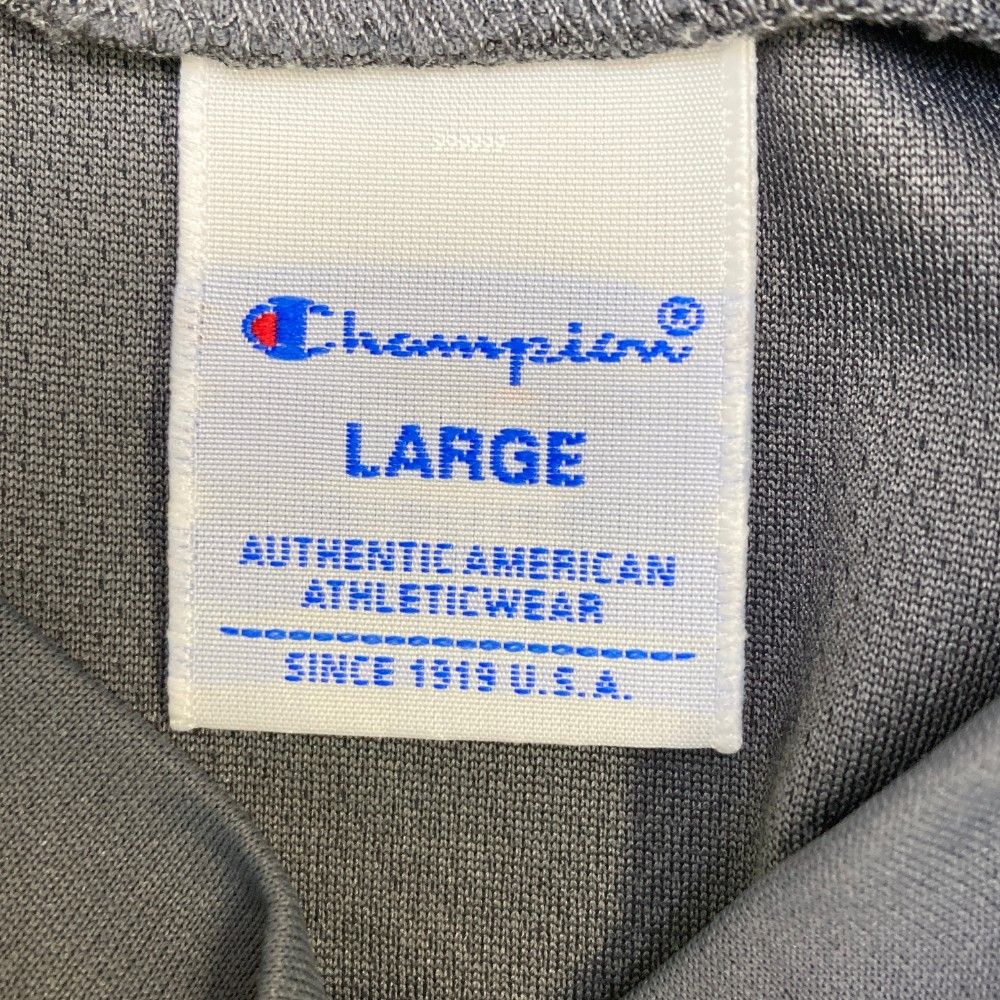 Champion®
LARGE
AUTHENTIC AMERICAN
ATHLETICWEAR
SINCE 1919 U.S.A.